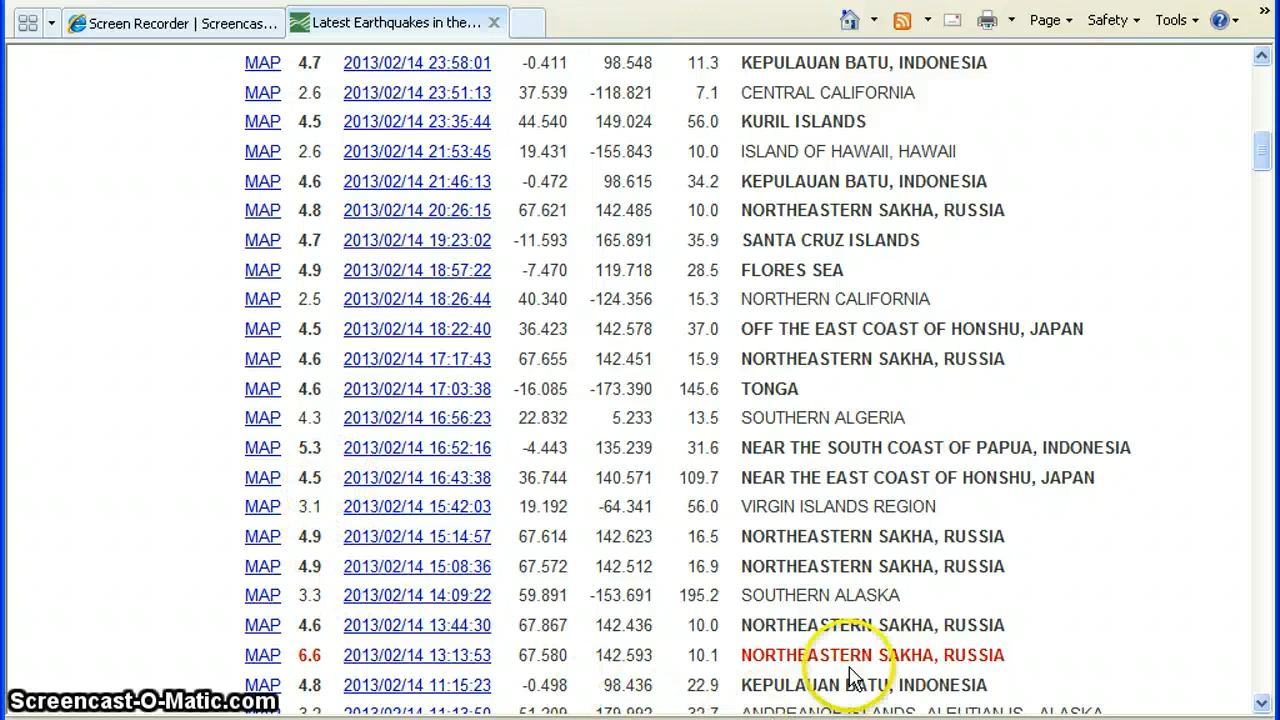 Screen Recorder | Screencas...
Latest Earthquakes in the...
Page Safety Tools
MAP 4.7 2013/02/14 23:58:01 -0.411 98.548 11.3 KEPULAUAN BATU, INDONESIA
MAP 2.6 2013/02/14 23:51:13 37.539 -118.821 7.1 CENTRAL CALIFORNIA
MAP 4.5 2013/02/14 23:35:44 44.540 149.024 56.0 KURIL ISLANDS
MAP 2.6 2013/02/14 21:53:45 19.431 -155.843 10.0 ISLAND OF HAWAII, HAWAII
MAP 4.6 2013/02/14 21:46:13 -0.472 98.615 34.2 KEPULAUAN BATU, INDONESIA
MAP 4.8 2013/02/14 20:26:15 67.621 142.485 10.0 NORTHEASTERN SAKHA, RUSSIA
MAP 4.7 2013/02/14 19:23:02 -11.593 165.891 35.9 SANTA CRUZ ISLANDS
MAP 4.9 2013/02/14 18:57:22 -7.470 119.718 28.5 FLORES SEA
MAP 2.5 2013/02/14 18:26:44 40.340 -124.356 15.3 NORTHERN CALIFORNIA
MAP 4.5 2013/02/14 18:22:40 36.423 142.578 37.0 OFF THE EAST COAST OF HONSHU, JAPAN
MAP 4.6 2013/02/14 17:17:43 67.655 142.451 15.9 NORTHEASTERN SAKHA, RUSSIA
MAP 4.6 2013/02/14 17:03:38 -16.085 -173.390 145.6 TONGA
MAP 4.3 2013/02/14 16:56:23 22.832 5.233 13.5 SOUTHERN ALGERIA
MAP 5.3 2013/02/14 16:52:16 -4.443 135.239 31.6 NEAR THE SOUTH COAST OF PAPUA, INDONESIA
MAP 4.5 2013/02/14 16:43:38 36.744 140.571 109.7 NEAR THE EAST COAST OF HONSHU, JAPAN
MAP 3.1 2013/02/14 15:42:03 19.192 -64.341 56.0 VIRGIN ISLANDS REGION
MAP 4.9 2013/02/14 15:14:57 67.614 142.623 16.5 NORTHEASTERN SAKHA, RUSSIA
MAP 4.9 2013/02/14 15:08:36 67.572 142.512 16.9 NORTHEASTERN SAKHA, RUSSIA
MAP 3.3 2013/02/14 14:09:22 59.891 -153.691 195.2 SOUTHERN ALASKA
MAP 4.6 2013/02/14 13:44:30 67.867 142.436 10.0 NORTHEASTERN SAKHA, RUSSIA
MAP 6.6 2013/02/14 13:13:53 67.580 142.593 10.1 NORTHEASTERN SAKHA, RUSSIA
MAP 4.8 2013/02/14 11:15:23 -0.498 98.436 22.9 KEPULAUAN BATU, INDONESIA
3.2 2013/02/14 11:13:50 51.209 179.992 32.7 ANDREANOF ISLANDS, ALEUTIAN IS., ALASKA
Screencast-O-Matic.com